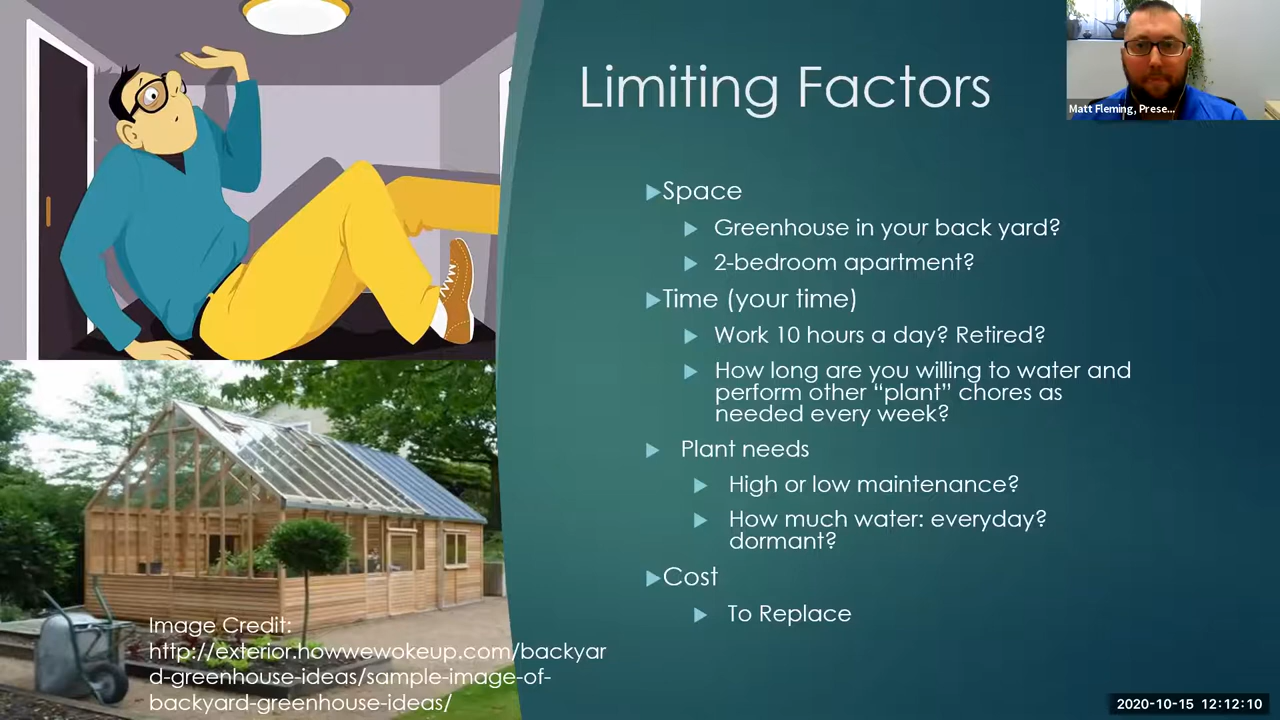 Limiting Factors
Matt Fleming, Prese...
Space
Greenhouse in your back yard?
2-bedroom apartment?
Time (your time)
Work 10 hours a day? Retired?
How long are you willing to water and
perform other “plant” chores as
needed every week?
Plant needs
High or low maintenance?
How much water: everyday?
dormant?
Cost
To Replace
Image Credit:
http://exterior.howwewokeup.com/backyar
d-greenhouse-ideas/sample-image-of-
backyard-greenhouse-ideas/
2020-10-15 12:12:10